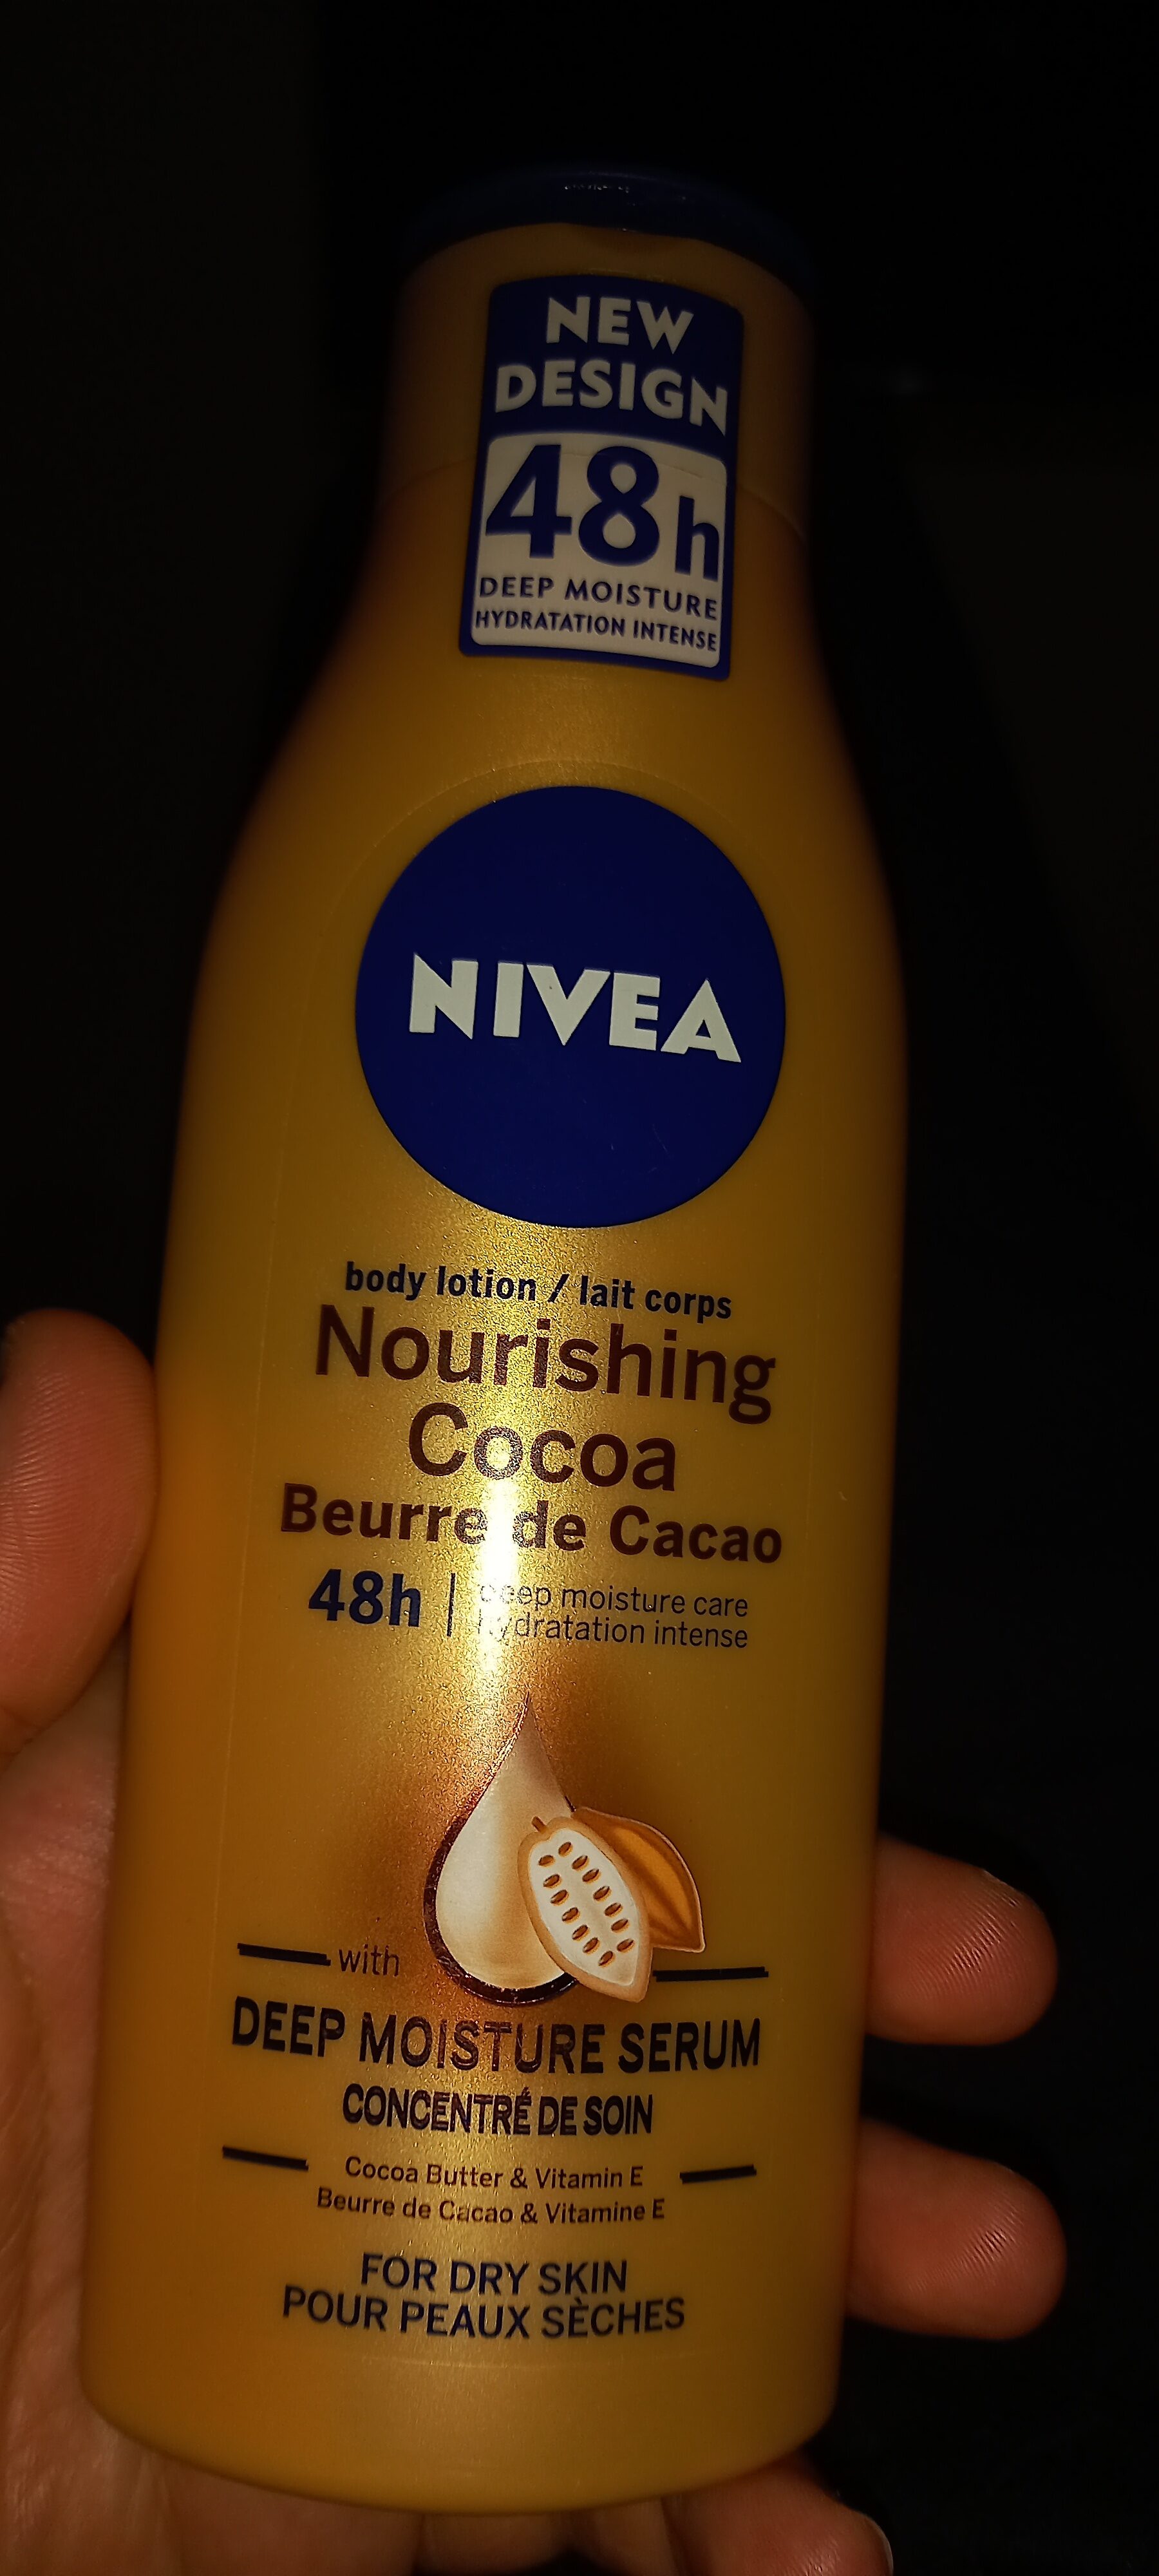 NEW
DESIGN
48h
DEEP MOISTURE
HYDRATATION INTENSE
NIVEA
body lotion / lait corps
Nourishing
Cocoa
Beurre de Cacao
48h | deep moisture care
hydratation intense
with
DEEP MOISTURE SERUM
CONCENTRÉ DE SOIN
Cocoa Butter & Vitamin E
Beurre de Cacao & Vitamine E
FOR DRY SKIN
POUR PEAUX SÈCHES